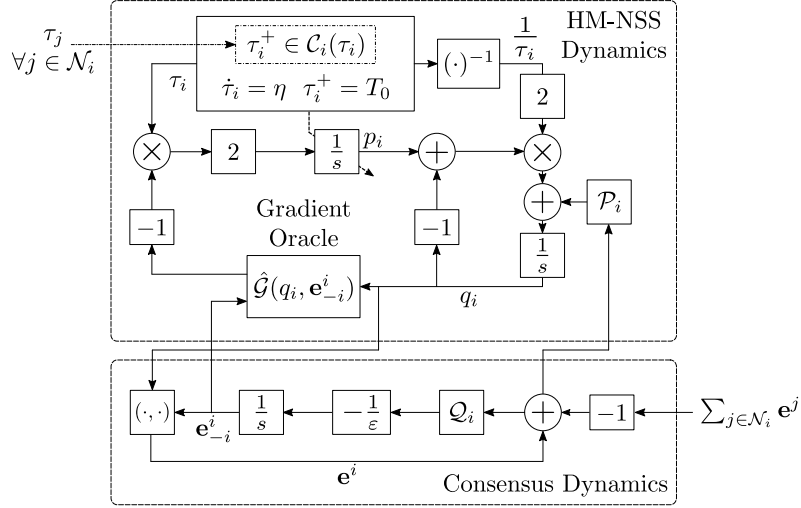 HM-NSS
Dynamics
τ_j
∀j ∈ 𝒩_i
τ_i^+ ∈ 𝒞_i(τ_i)
τ̇_i = η   τ_i^+ = T_0
(·)^{-1}
1/τ_i
τ_i
2
×
2
1/s
p_i
+
×
−1
Gradient
Oracle
−1
+
𝒫_i
𝒢̂(q_i, 𝐞^i_{−i})
1/s
q_i
(·,·)
𝐞^i_{−i}
1/s
−1/ε
𝒬_i
+
−1
∑_{j∈𝒩_i} 𝐞^j
𝐞^i
Consensus Dynamics